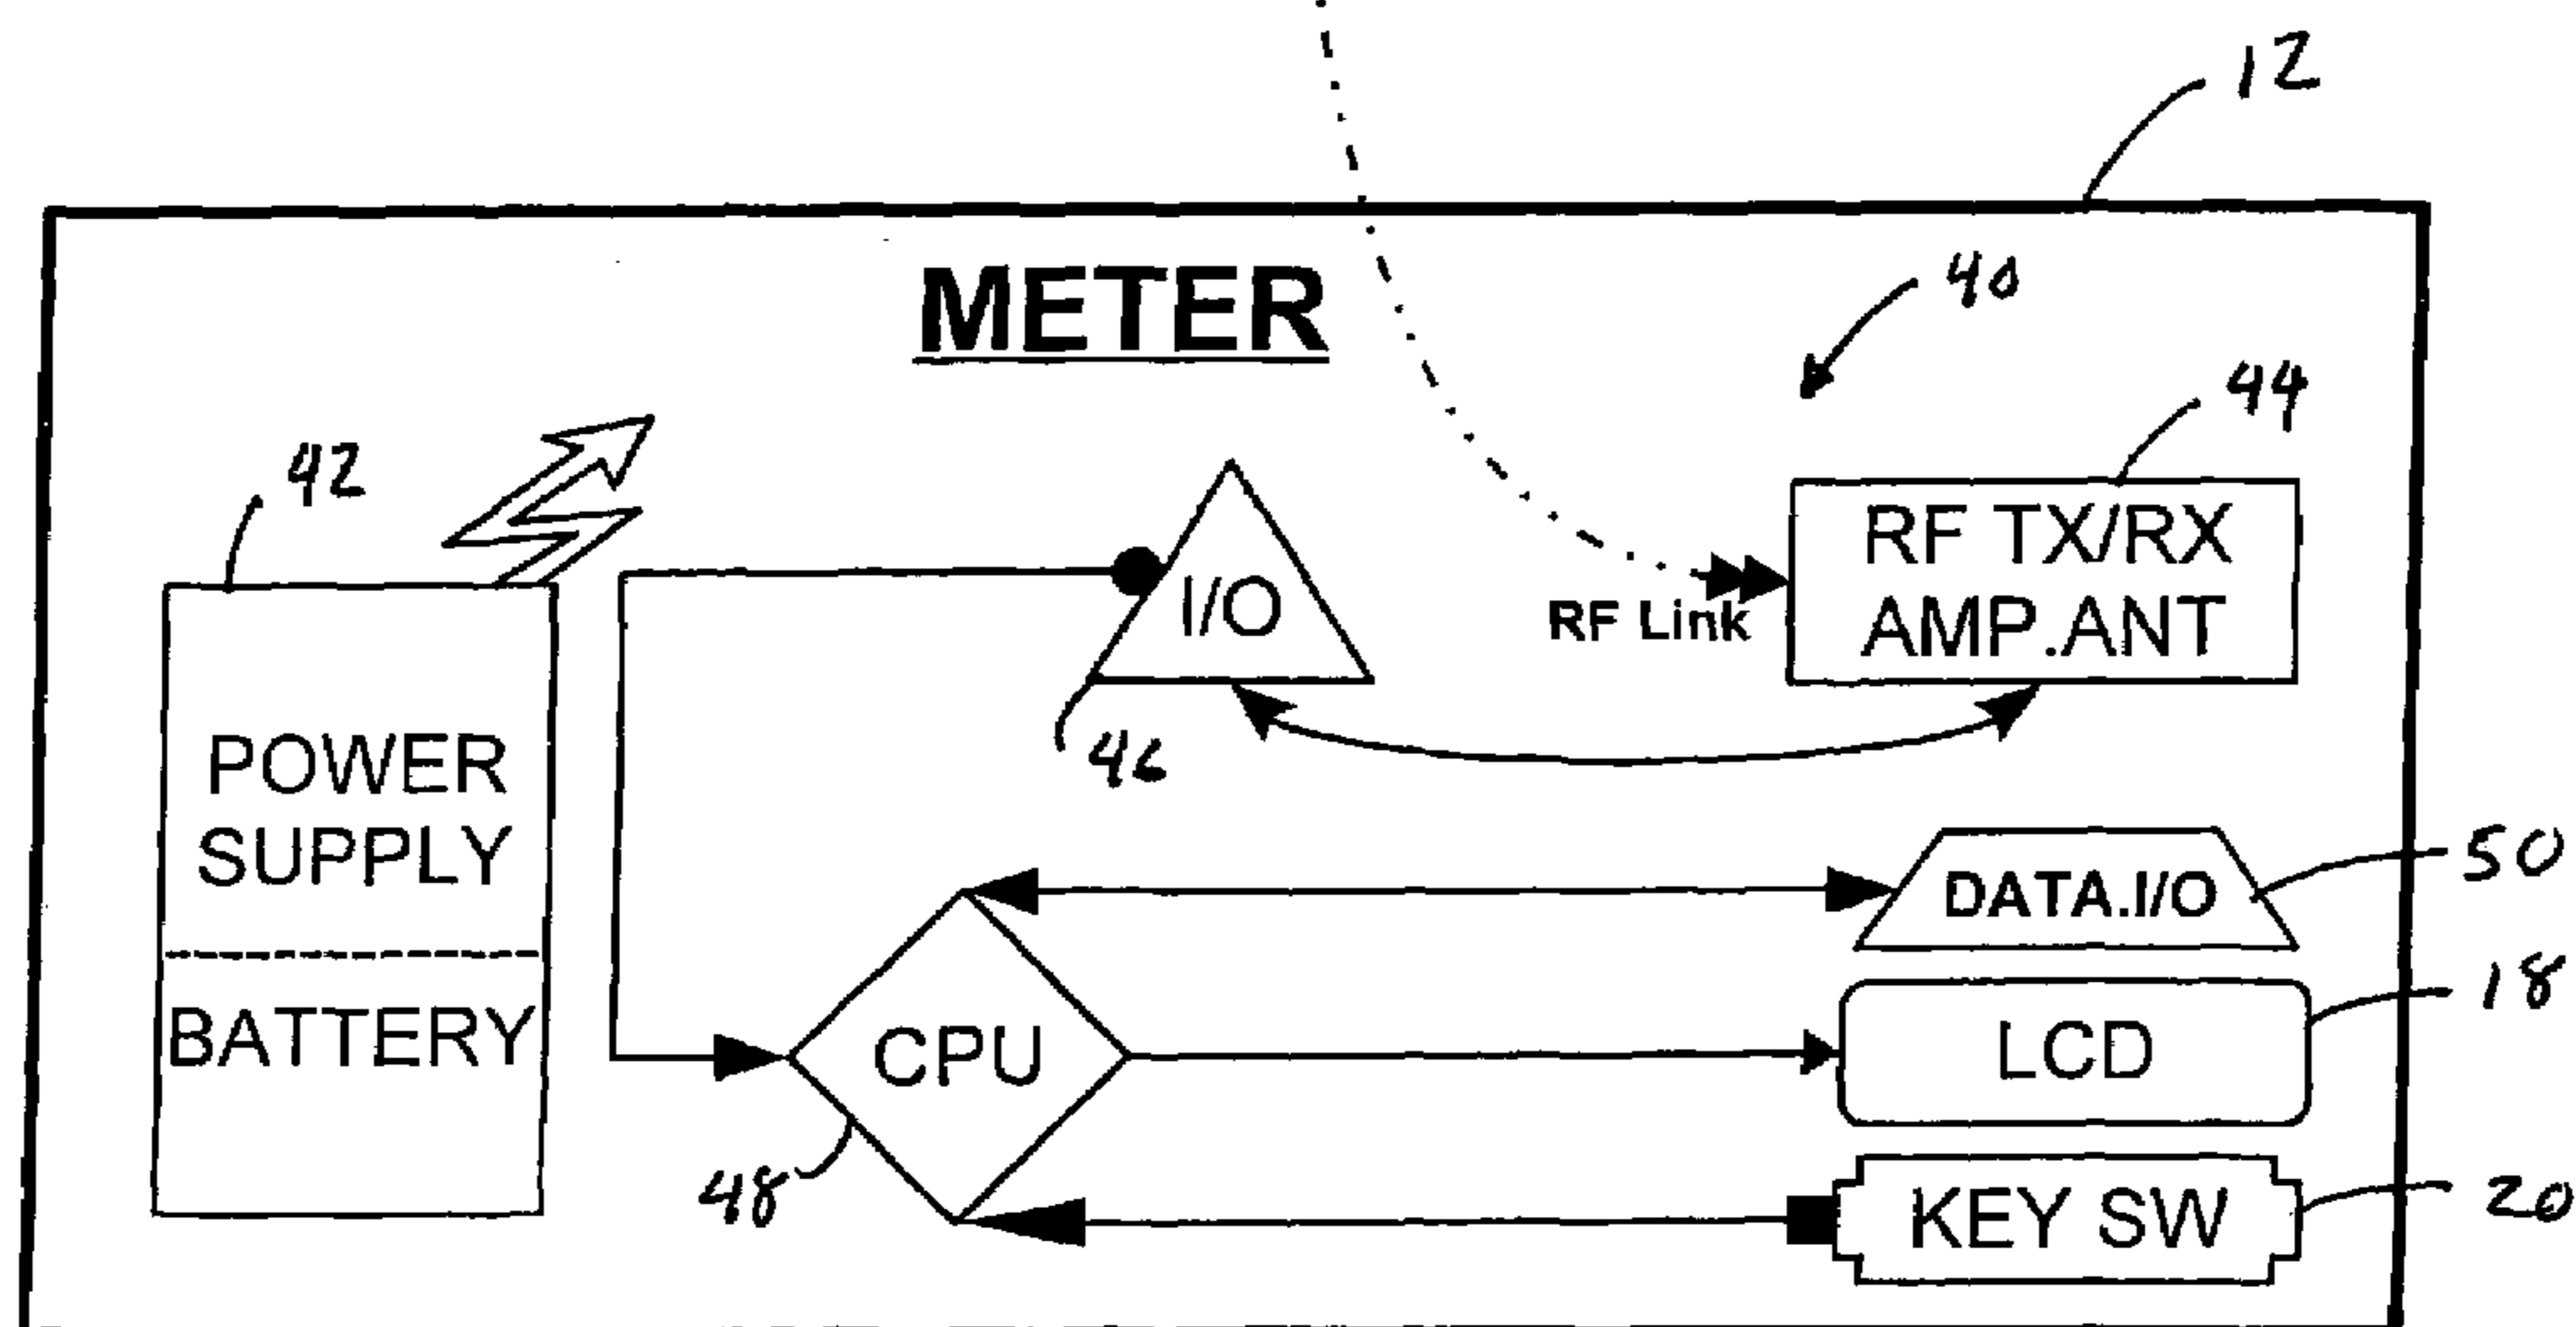 12
METER
40
44
42
RF TX/RX
AMP.ANT
I/O
RF Link
46
POWER
SUPPLY
BATTERY
DATA.I/O
50
CPU
LCD
18
48
KEY SW
20